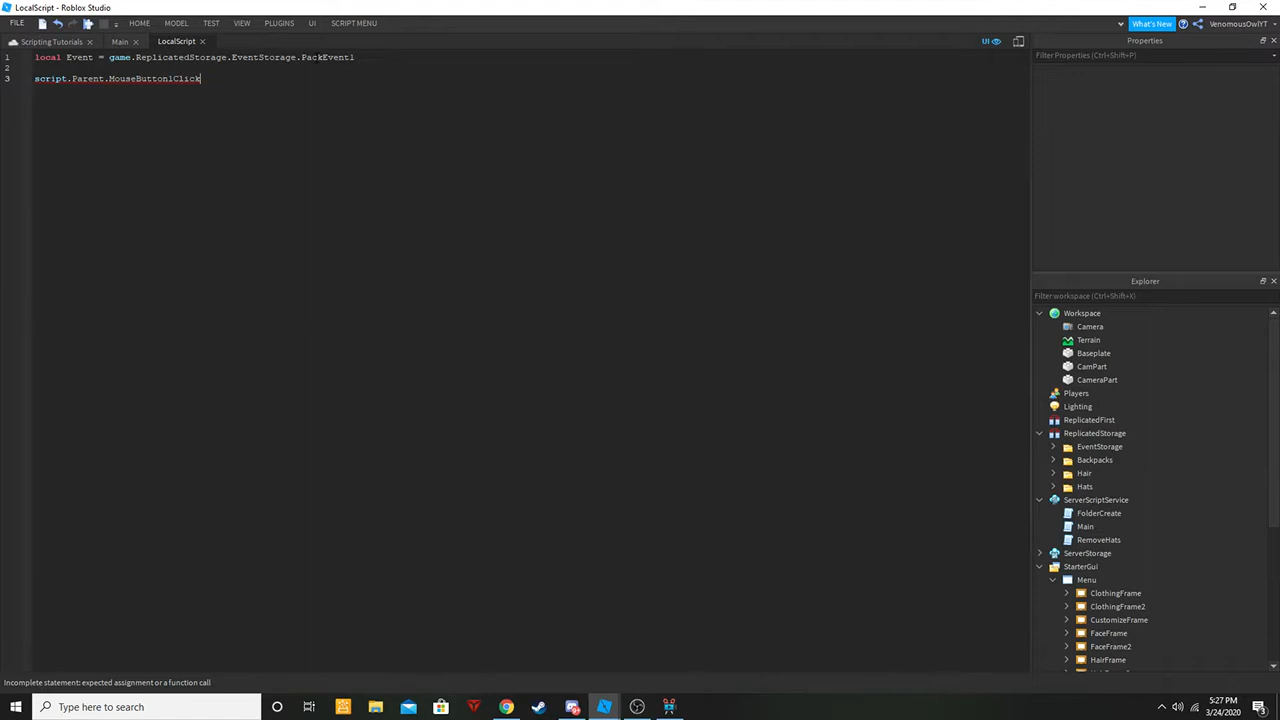 LocalScript - Roblox Studio
FILE HOME MODEL TEST VIEW PLUGINS UI SCRIPT MENU What's New VenomousOwlYT
Scripting Tutorials Main LocalScript UI
1 local Event = game.ReplicatedStorage.EventStorage.PackEvent1
2
3 script.Parent.MouseButton1Click
Properties
Filter Properties (Ctrl+Shift+P)
Explorer
Filter workspace (Ctrl+Shift+X)
Workspace
Camera
Terrain
Baseplate
CamPart
CameraPart
Players
Lighting
ReplicatedFirst
ReplicatedStorage
EventStorage
Backpacks
Hair
Hats
ServerScriptService
FolderCreate
Main
RemoveHats
ServerStorage
StarterGui
Menu
ClothingFrame
ClothingFrame2
CustomizeFrame
FaceFrame
FaceFrame2
HairFrame
Incomplete statement: expected assignment or a function call
Type here to search
5:27 PM
3/24/2020